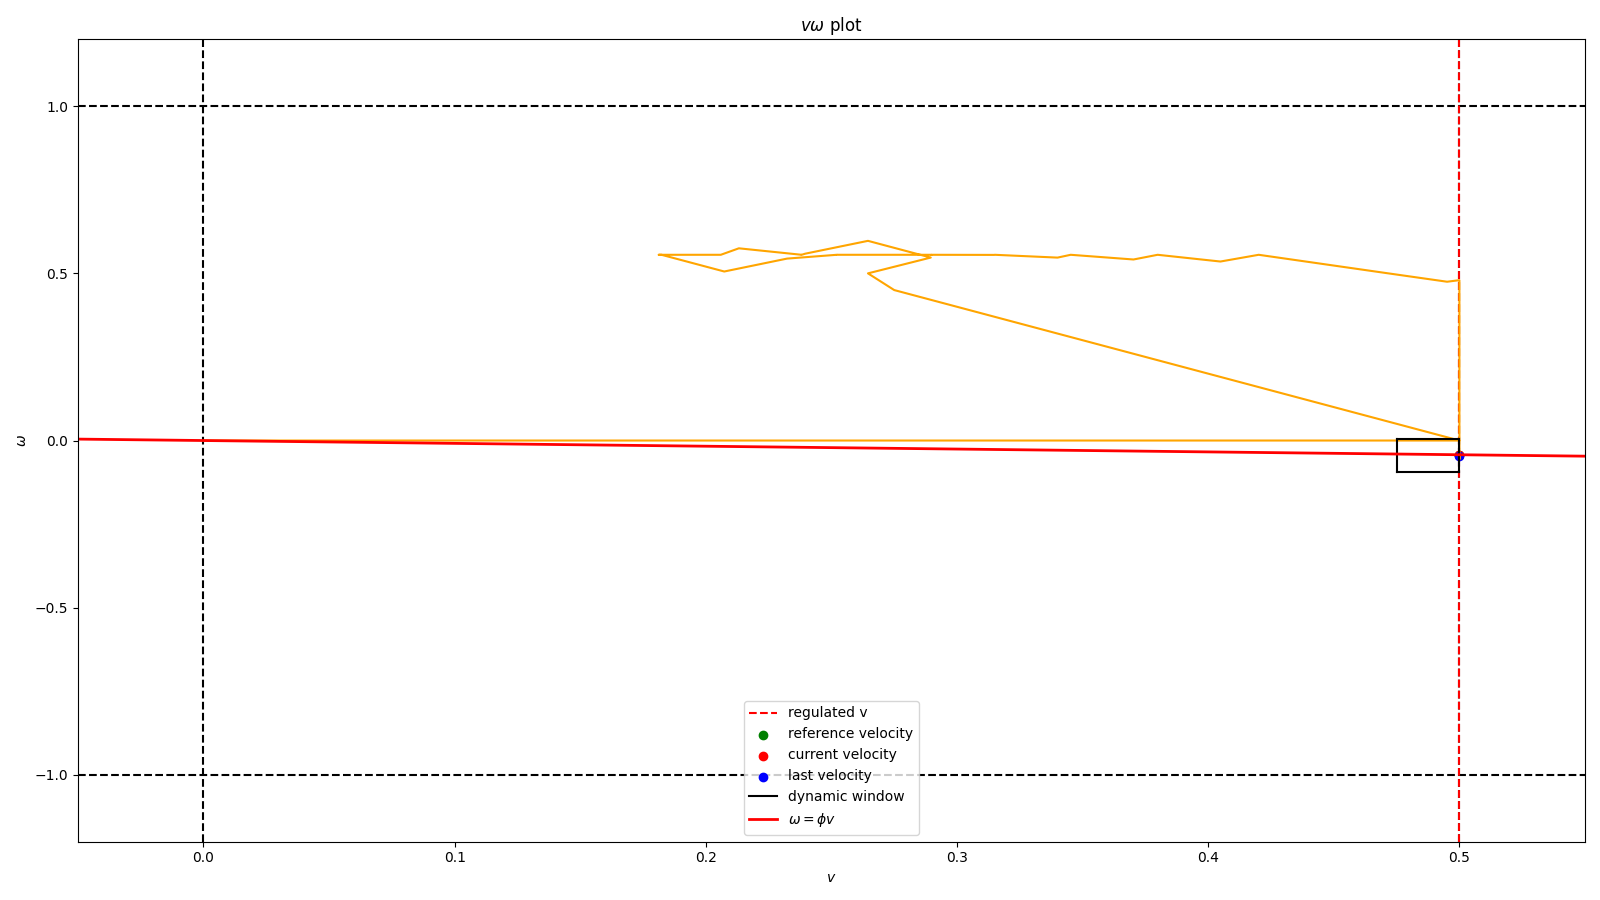 vω plot
ω
1.0
0.5
0.0
−0.5
−1.0
regulated v
reference velocity
current velocity
last velocity
dynamic window
ω = ϕv
0.0 0.1 0.2 0.3 0.4 0.5
v